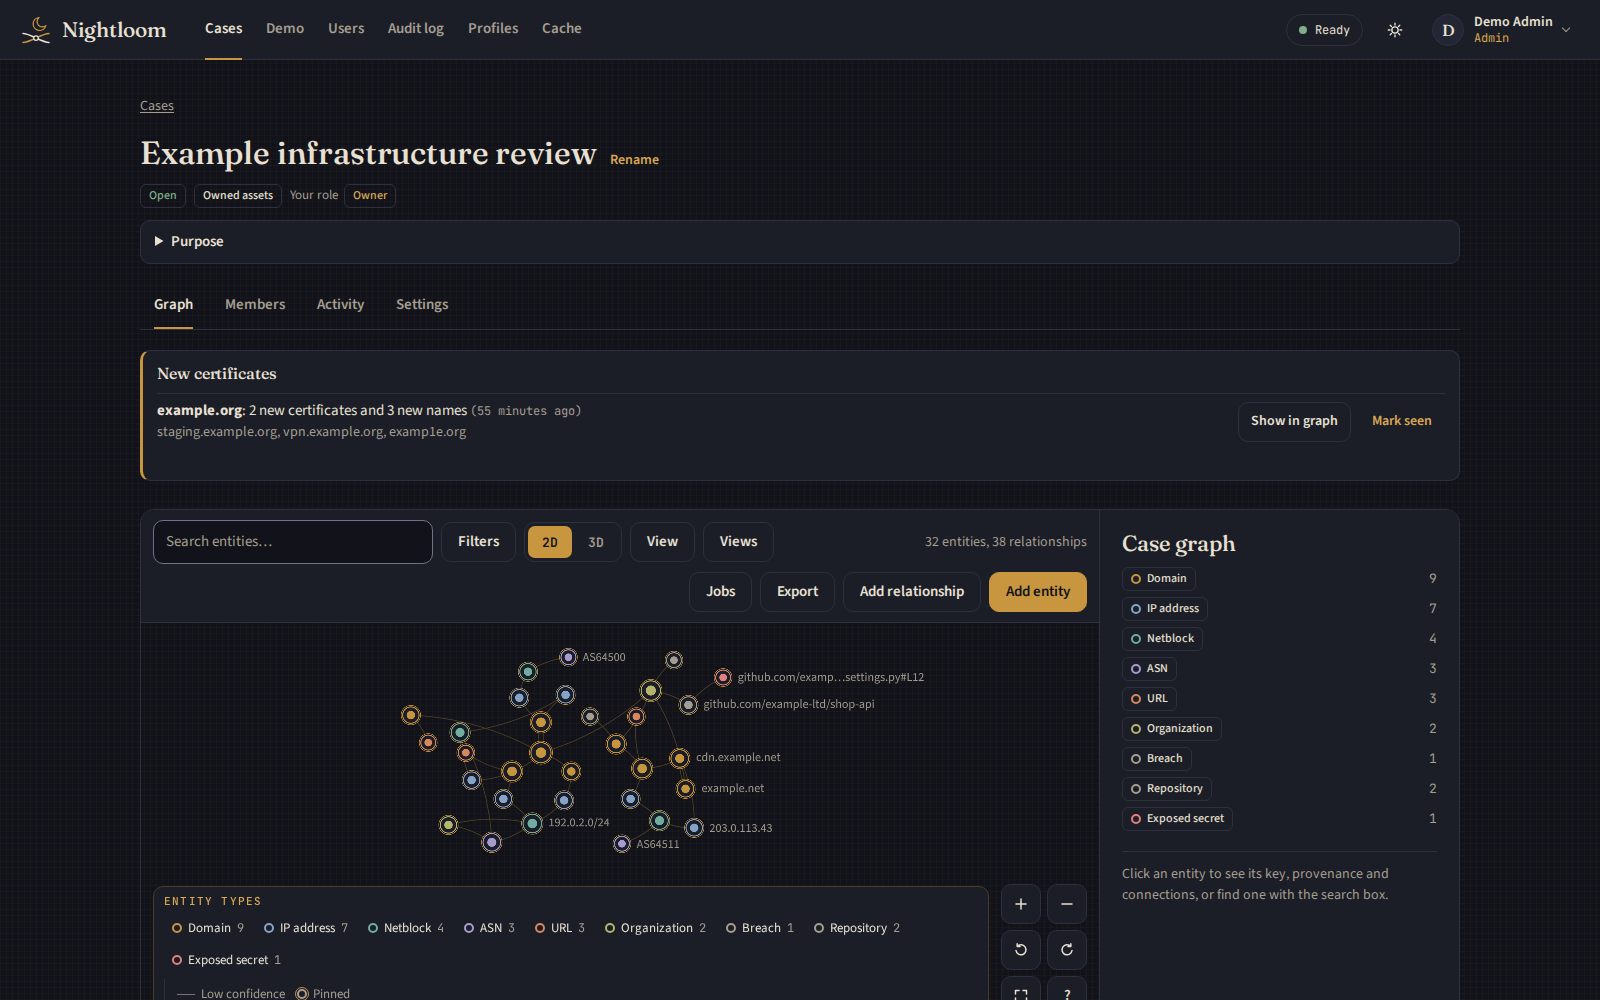 Nightloom
Cases Demo Users Audit log Profiles Cache
Ready
D
Demo Admin
Admin
Cases
Example infrastructure review Rename
Open Owned assets Your role Owner
Purpose
Graph Members Activity Settings
New certificates
example.org: 2 new certificates and 3 new names (55 minutes ago)
staging.example.org, vpn.example.org, examp1e.org
Show in graph Mark seen
Search entities… Filters 2D 3D View Views 32 entities, 38 relationships
Jobs Export Add relationship Add entity
AS64500
github.com/examp…settings.py#L12
github.com/example-ltd/shop-api
cdn.example.net
example.net
192.0.2.0/24
203.0.113.43
AS64511
ENTITY TYPES
Domain 9 IP address 7 Netblock 4 ASN 3 URL 3 Organization 2 Breach 1 Repository 2
Exposed secret 1
Low confidence Pinned
+ −
?
Case graph
Domain 9
IP address 7
Netblock 4
ASN 3
URL 3
Organization 2
Breach 1
Repository 2
Exposed secret 1
Click an entity to see its key, provenance and
connections, or find one with the search box.